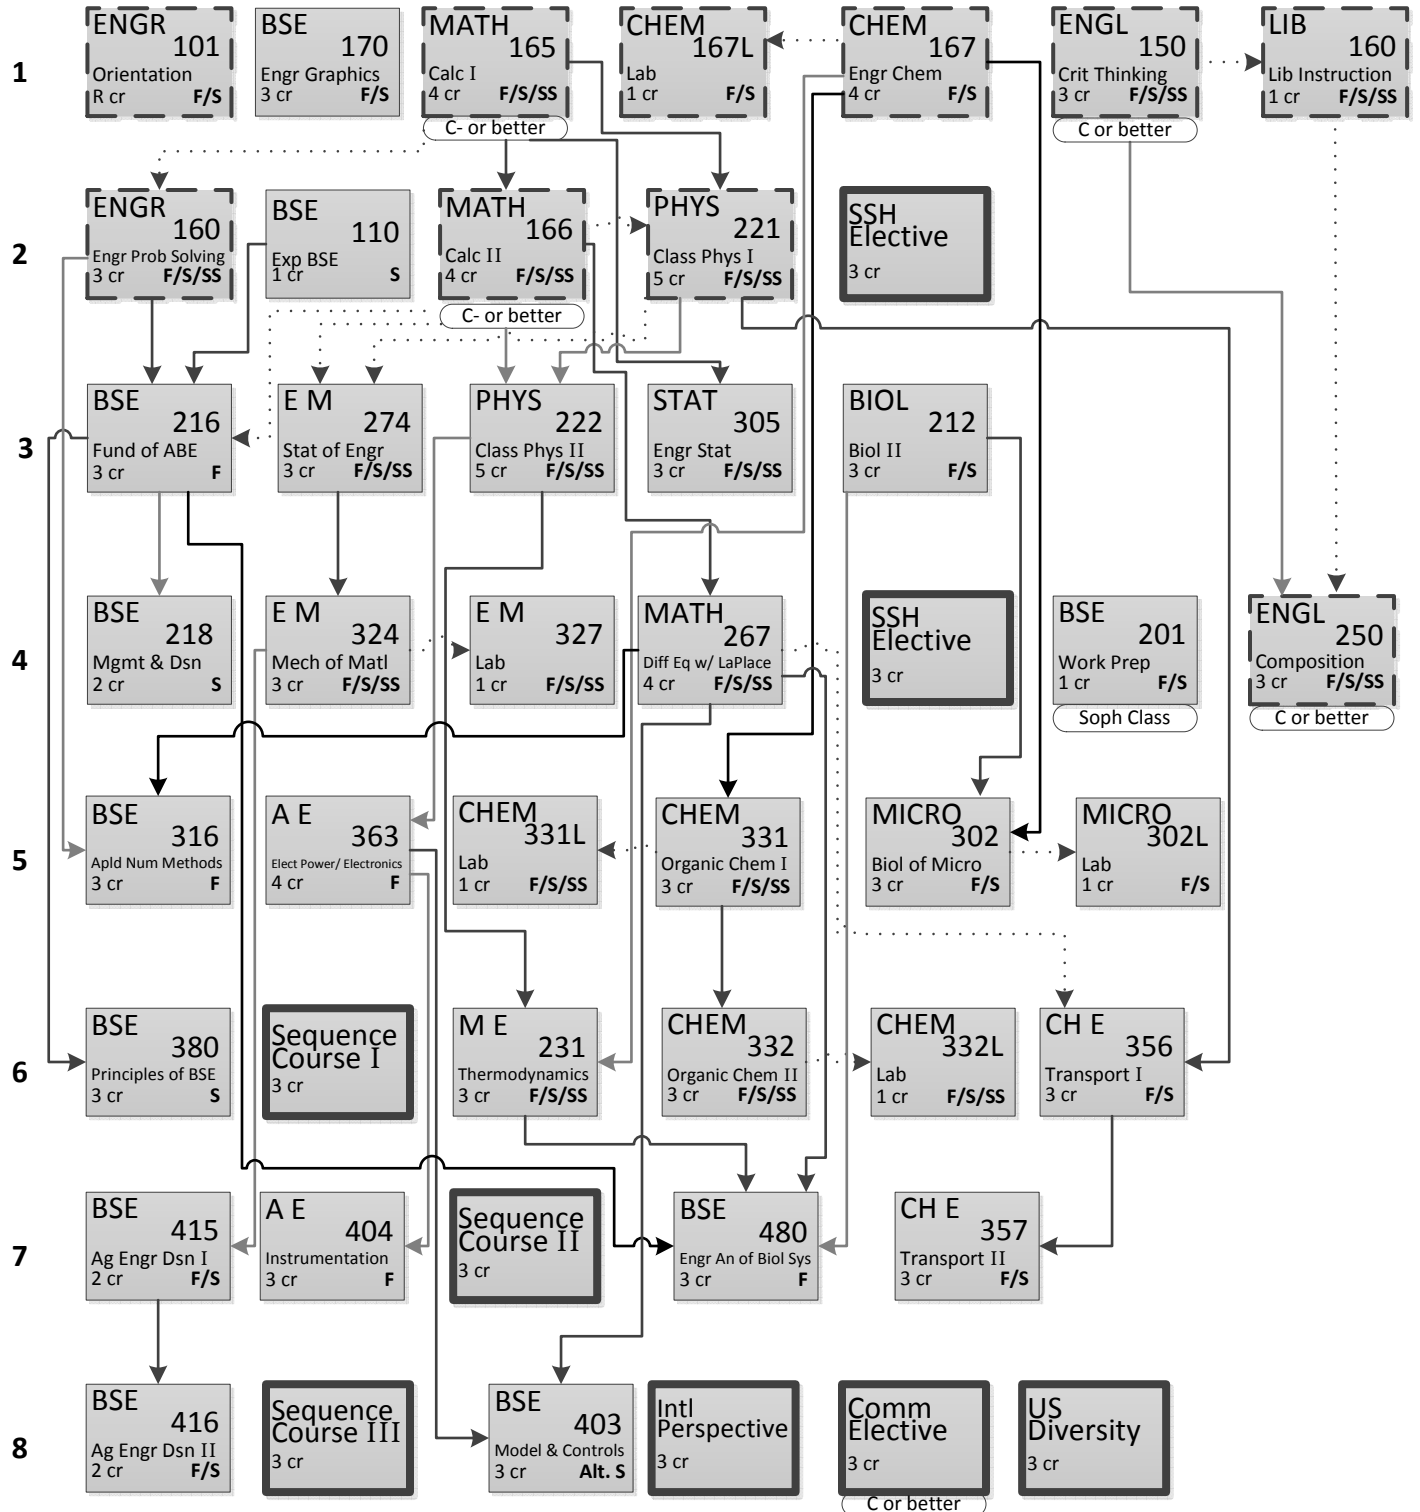 1
ENGR
101
Orientation
R cr F/S
BSE
170
Engr Graphics
3 cr F/S
MATH
165
Calc I
4 cr F/S/SS
C- or better
CHEM
167L
Lab
1 cr F/S
CHEM
167
Engr Chem
4 cr F/S
ENGL
150
Crit Thinking
3 cr F/S/SS
C or better
LIB
160
Lib Instruction
1 cr F/S/SS
2
ENGR
160
Engr Prob Solving
3 cr F/S/SS
BSE
110
Exp BSE
1 cr S
MATH
166
Calc II
4 cr F/S/SS
C- or better
PHYS
221
Class Phys I
5 cr F/S/SS
SSH
Elective
3 cr
3
BSE
216
Fund of ABE
3 cr F
E M
274
Stat of Engr
3 cr F/S/SS
PHYS
222
Class Phys II
5 cr F/S/SS
STAT
305
Engr Stat
3 cr F/S/SS
BIOL
212
Biol II
3 cr F/S
4
BSE
218
Mgmt & Dsn
2 cr S
E M
324
Mech of Matl
3 cr F/S/SS
E M
327
Lab
1 cr F/S/SS
MATH
267
Diff Eq w/ LaPlace
4 cr F/S/SS
SSH
Elective
3 cr
BSE
201
Work Prep
1 cr F/S
Soph Class
ENGL
250
Composition
3 cr F/S/SS
C or better
5
BSE
316
Apld Num Methods
3 cr F
A E
363
Elect Power/ Electronics
4 cr F
CHEM
331L
Lab
1 cr F/S/SS
CHEM
331
Organic Chem I
3 cr F/S/SS
MICRO
302
Biol of Micro
3 cr F/S
MICRO
302L
Lab
1 cr F/S
6
BSE
380
Principles of BSE
3 cr S
Sequence
Course I
3 cr
M E
231
Thermodynamics
3 cr F/S/SS
CHEM
332
Organic Chem II
3 cr F/S/SS
CHEM
332L
Lab
1 cr F/S/SS
CH E
356
Transport I
3 cr F/S
7
BSE
415
Ag Engr Dsn I
2 cr F/S
A E
404
Instrumentation
3 cr F
Sequence
Course II
3 cr
BSE
480
Engr An of Biol Sys
3 cr F
CH E
357
Transport II
3 cr F/S
8
BSE
416
Ag Engr Dsn II
2 cr F/S
Sequence
Course III
3 cr
BSE
403
Model & Controls
3 cr Alt. S
Intl
Perspective
3 cr
Comm
Elective
3 cr
C or better
US
Diversity
3 cr